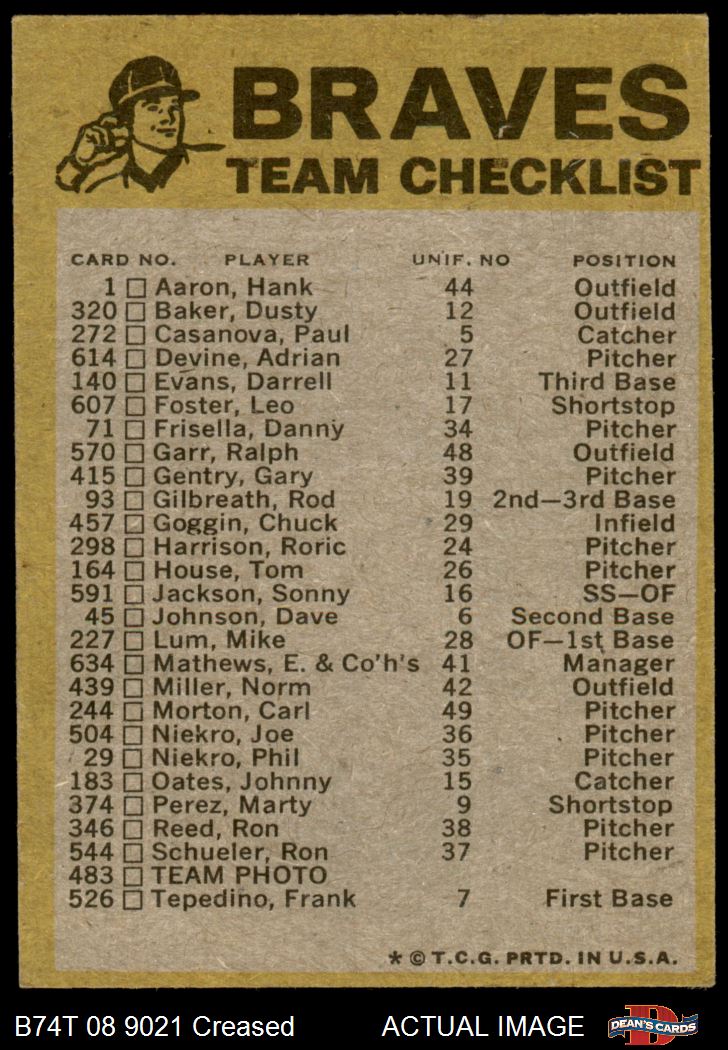 BRAVES
TEAM CHECKLIST
CARD NO. PLAYER UNIF. NO POSITION
1 Aaron, Hank 44 Outfield
320 Baker, Dusty 12 Outfield
272 Casanova, Paul 5 Catcher
614 Devine, Adrian 27 Pitcher
140 Evans, Darrell 11 Third Base
607 Foster, Leo 17 Shortstop
71 Frisella, Danny 34 Pitcher
570 Garr, Ralph 48 Outfield
415 Gentry, Gary 39 Pitcher
93 Gilbreath, Rod 19 2nd—3rd Base
457 Goggin, Chuck 29 Infield
298 Harrison, Roric 24 Pitcher
164 House, Tom 26 Pitcher
591 Jackson, Sonny 16 SS—OF
45 Johnson, Dave 6 Second Base
227 Lum, Mike 28 OF—1st Base
634 Mathews, E. & Co'h's 41 Manager
439 Miller, Norm 42 Outfield
244 Morton, Carl 49 Pitcher
504 Niekro, Joe 36 Pitcher
29 Niekro, Phil 35 Pitcher
183 Oates, Johnny 15 Catcher
374 Perez, Marty 9 Shortstop
346 Reed, Ron 38 Pitcher
544 Schueler, Ron 37 Pitcher
483 TEAM PHOTO
526 Tepedino, Frank 7 First Base
* © T.C.G. PRTD. IN U.S.A.
B74T 08 9021 Creased ACTUAL IMAGE D DEAN'S CARDS